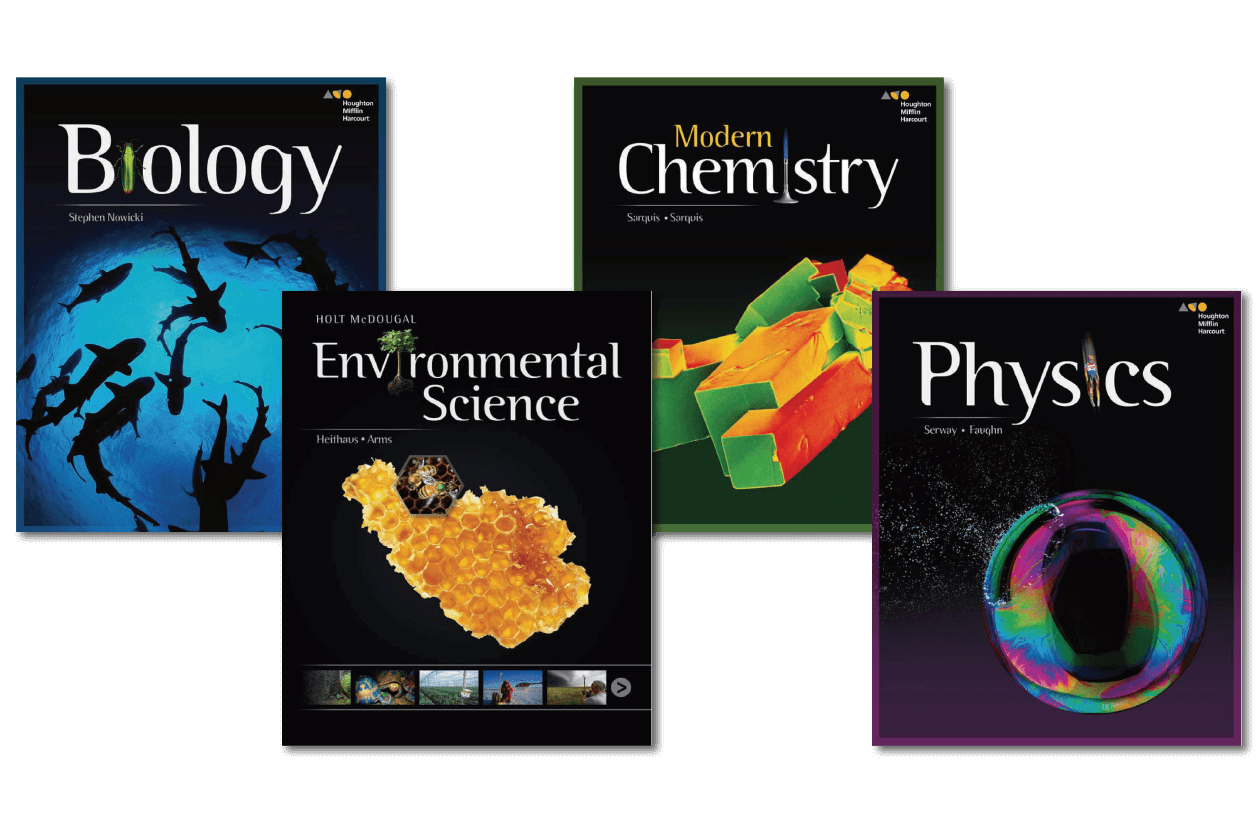 Houghton
Mifflin
Harcourt
Biology
Stephen Nowicki
HOLT McDOUGAL
Environmental
Science
Heithaus • Arms
Houghton
Mifflin
Harcourt
Modern
Chemistry
Sarquis • Sarquis
Houghton
Mifflin
Harcourt
Physics
Serway • Faughn